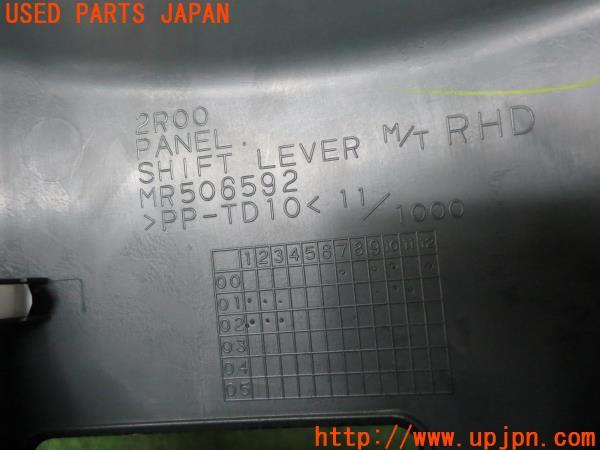 USED PARTS JAPAN
2R00
PANEL.
SHIFT LEVER M/T RHD
MR506592
>PP-TD10< 11/1000
1 2 3 4 5 6 7 8 9 10 11 12
00
01
02
03
04
05
http://www.upjpn.com